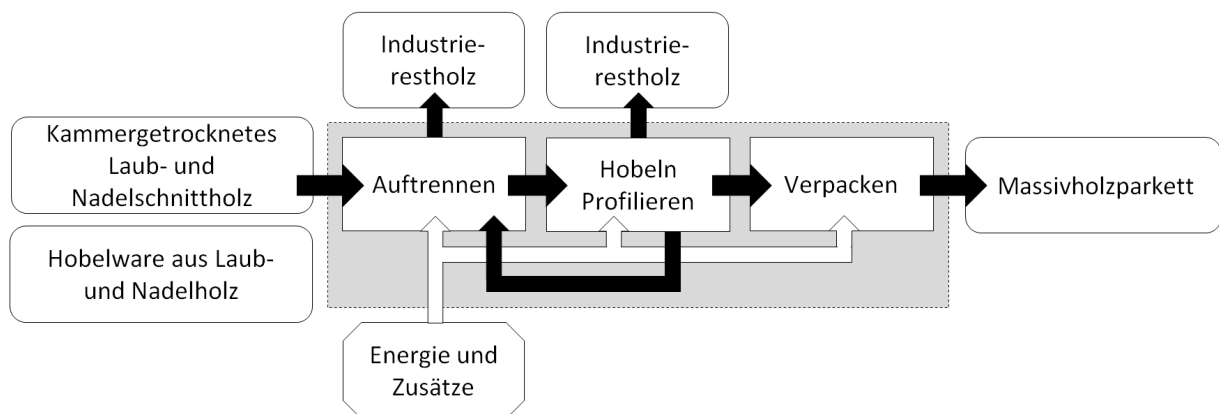 Industrie-
restholz
Industrie-
restholz
Kammergetrocknetes
Laub- und
Nadelschnittholz
Auftrennen
Hobeln
Profilieren
Verpacken
Massivholzparkett
Hobelware aus Laub-
und Nadelholz
Energie und
Zusätze